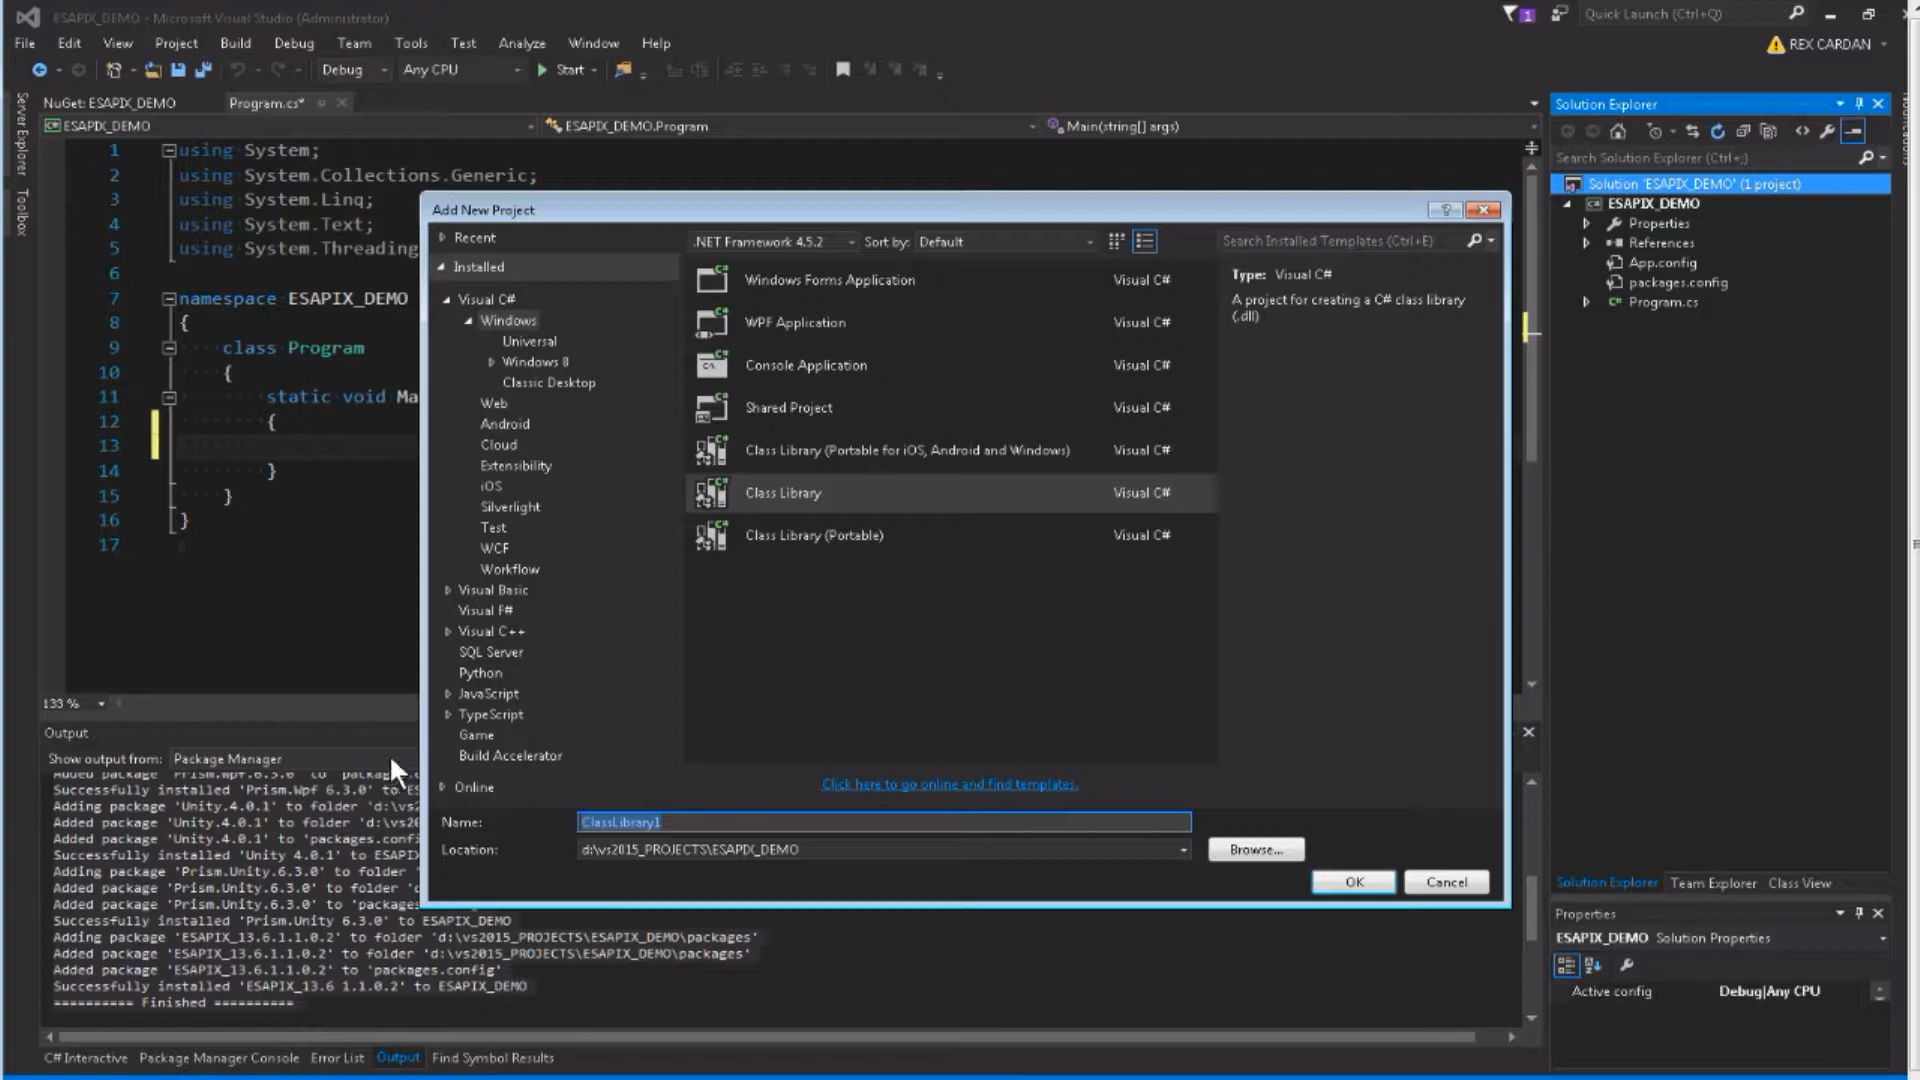 ESAPIX_DEMO - Microsoft Visual Studio (Administrator)
1
Quick Launch (Ctrl+Q)
File Edit View Project Build Debug Team Tools Test Analyze Window Help
REX CARDAN
Debug Any CPU Start
Server Explorer
Toolbox
NuGet: ESAPIX_DEMO Program.cs*
ESAPIX_DEMO ESAPIX_DEMO.Program Main(string[] args)
1 using System;
2 using System.Collections.Generic;
3 using System.Linq;
4 using System.Text;
5 using System.Threading
6
7 namespace ESAPIX_DEMO
8 {
9 class Program
10 {
11 static void Ma
12 {
13
14 }
15 }
16 }
17
133 %
Add New Project
Recent
Installed
Visual C#
Windows
Universal
Windows 8
Classic Desktop
Web
Android
Cloud
Extensibility
iOS
Silverlight
Test
WCF
Workflow
Visual Basic
Visual F#
Visual C++
SQL Server
Python
JavaScript
TypeScript
Game
Build Accelerator
Online
.NET Framework 4.5.2 Sort by: Default
Search Installed Templates (Ctrl+E)
Windows Forms Application Visual C#
WPF Application Visual C#
Console Application Visual C#
Shared Project Visual C#
Class Library (Portable for iOS, Android and Windows) Visual C#
Class Library Visual C#
Class Library (Portable) Visual C#
Type: Visual C#
A project for creating a C# class library
(.dll)
Click here to go online and find templates.
Name: ClassLibrary1
Location: d:\vs2015_PROJECTS\ESAPIX_DEMO
Browse...
OK Cancel
Output
Show output from: Package Manager
Added package 'Prism.Wpf.6.3.0' to 'packag
Successfully installed 'Prism.Wpf 6.3.0' to ES
Adding package 'Unity.4.0.1' to folder 'd:\vs2
Added package 'Unity.4.0.1' to folder 'd:\vs20
Added package 'Unity.4.0.1' to 'packages.confi
Successfully installed 'Unity 4.0.1' to ESAPIX
Adding package 'Prism.Unity.6.3.0' to folder '
Added package 'Prism.Unity.6.3.0' to folder 'd
Added package 'Prism.Unity.6.3.0' to 'packages
Successfully installed 'Prism.Unity 6.3.0' to ESAPIX_DEMO
Adding package 'ESAPIX_13.6.1.1.0.2' to folder 'd:\vs2015_PROJECTS\ESAPIX_DEMO\packages'
Added package 'ESAPIX_13.6.1.1.0.2' to folder 'd:\vs2015_PROJECTS\ESAPIX_DEMO\packages'
Added package 'ESAPIX_13.6.1.1.0.2' to 'packages.config'
Successfully installed 'ESAPIX_13.6 1.1.0.2' to ESAPIX_DEMO
========== Finished ==========
C# Interactive Package Manager Console Error List Output Find Symbol Results
Solution Explorer
Search Solution Explorer (Ctrl+;)
Solution 'ESAPIX_DEMO' (1 project)
ESAPIX_DEMO
Properties
References
App.config
packages.config
Program.cs
Solution Explorer Team Explorer Class View
Properties
ESAPIX_DEMO Solution Properties
Active config Debug|Any CPU